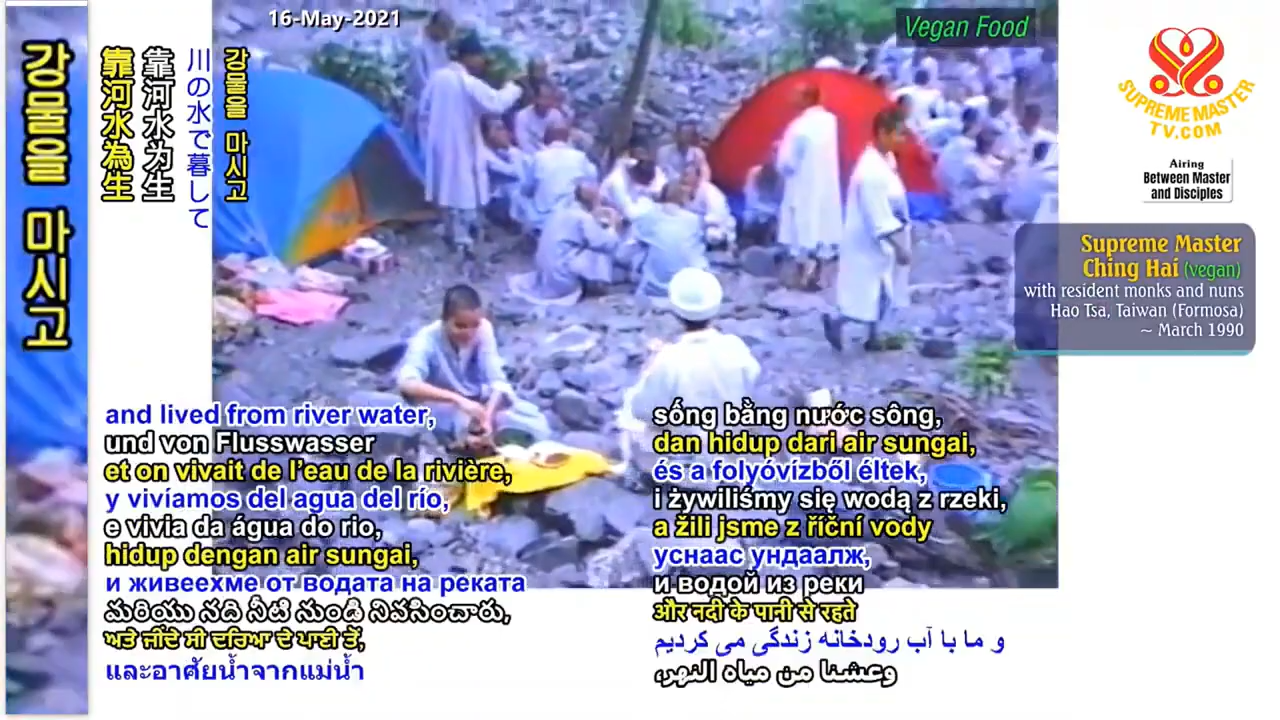 16-May-2021
Vegan Food
강물을 마시고
靠河水為生
靠河水为生
川の水で暮して
강물을 마시고
SUPREME MASTER
TV.COM
Airing
Between Master
and Disciples
Supreme Master
Ching Hai (vegan)
with resident monks and nuns
Hao Tsa, Taiwan (Formosa)
~ March 1990
and lived from river water,
und von Flusswasser
et on vivait de l’eau de la rivière,
y vivíamos del agua del río,
e vivia da água do rio,
hidup dengan air sungai,
и живеехме от водата на реката
మరియు నది నీటి నుండి నివసించారు,
ਅਤੇ ਜੀਂਦੇ ਸੀ ਦਰਿਆ ਦੇ ਪਾਣੀ ਤੋਂ,
และอาศัยน้ำจากแม่น้ำ
sống bằng nước sông,
dan hidup dari air sungai,
és a folyóvízből éltek,
i żywiliśmy się wodą z rzeki,
a žili jsme z říční vody
уснаас ундаалж,
и водой из реки
और नदी के पानी से रहते
و ما با آب رودخانه زندگی می کردیم
وعشنا من مياه النهر،